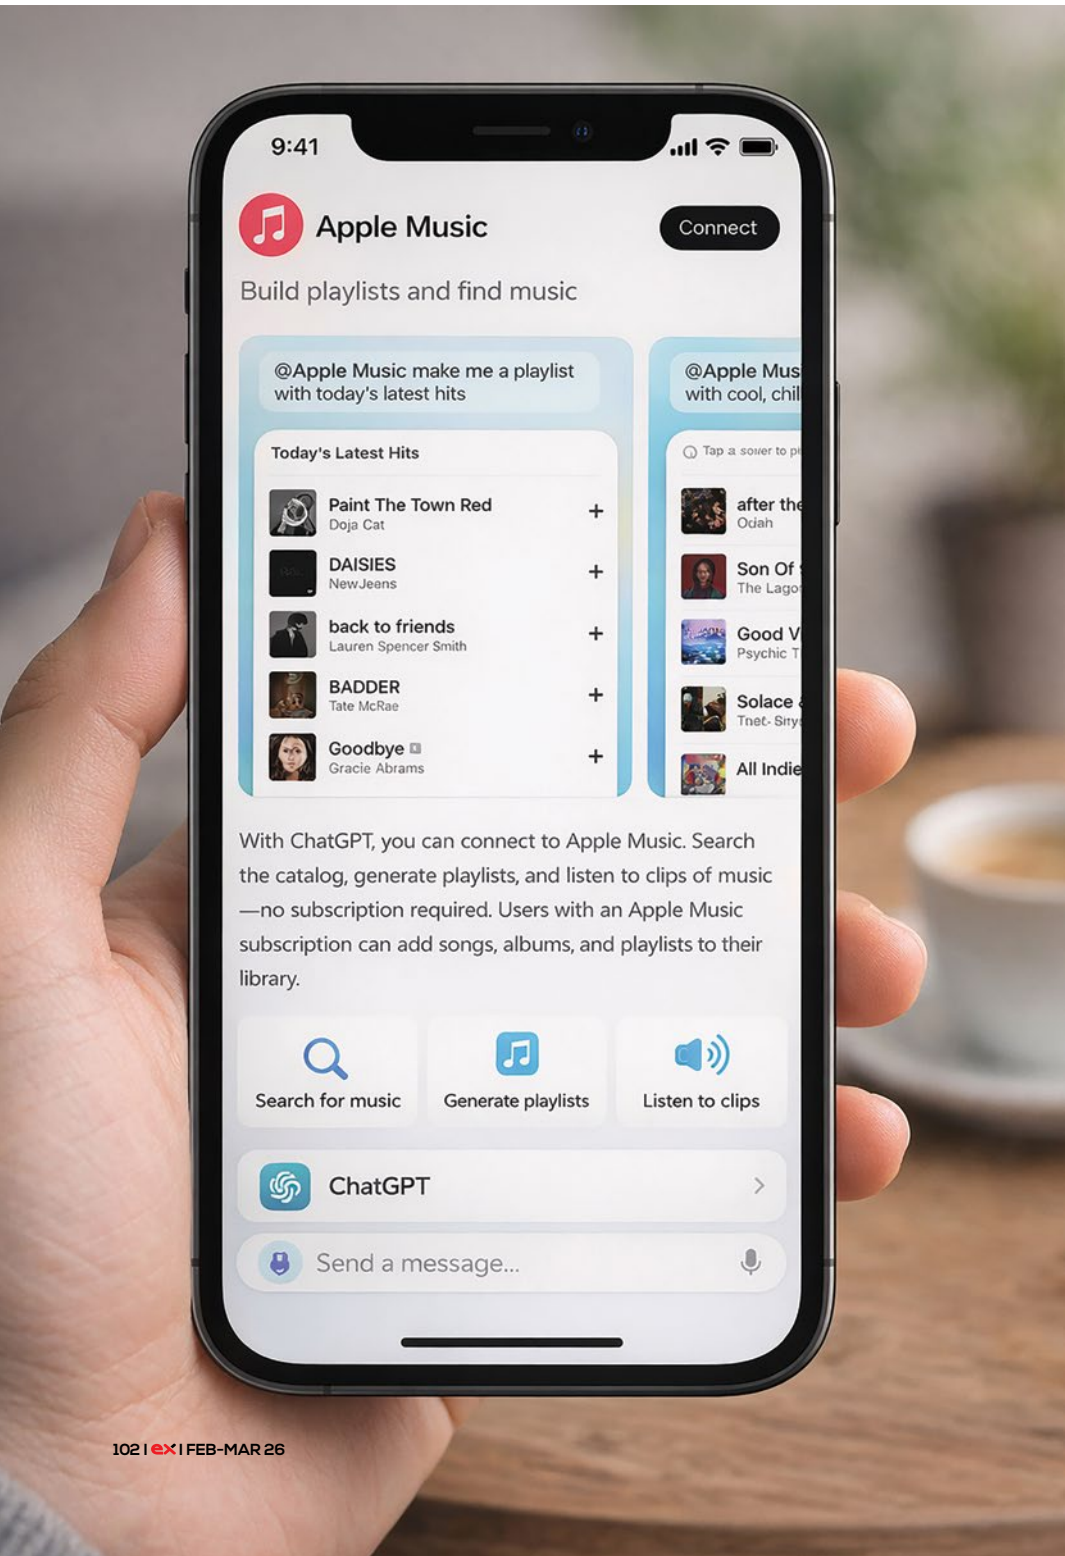 9:41
Apple Music
Connect
Build playlists and find music
@Apple Music make me a playlist
with today's latest hits
Today's Latest Hits
Paint The Town Red
Doja Cat
DAISIES
NewJeans
back to friends
Lauren Spencer Smith
BADDER
Tate McRae
Goodbye
Gracie Abrams
@Apple Mus
with cool, chil
Tap a
to
after the
Son Of
The Lago
Good V
Psychic T
Solace
All Indie
With ChatGPT, you can connect to Apple Music. Search
the catalog, generate playlists, and listen to clips of music
—no subscription required. Users with an Apple Music
subscription can add songs, albums, and playlists to their
library.
Search for music
Generate playlists
Listen to clips
ChatGPT
Send a message...
102 | ex | FEB-MAR 26